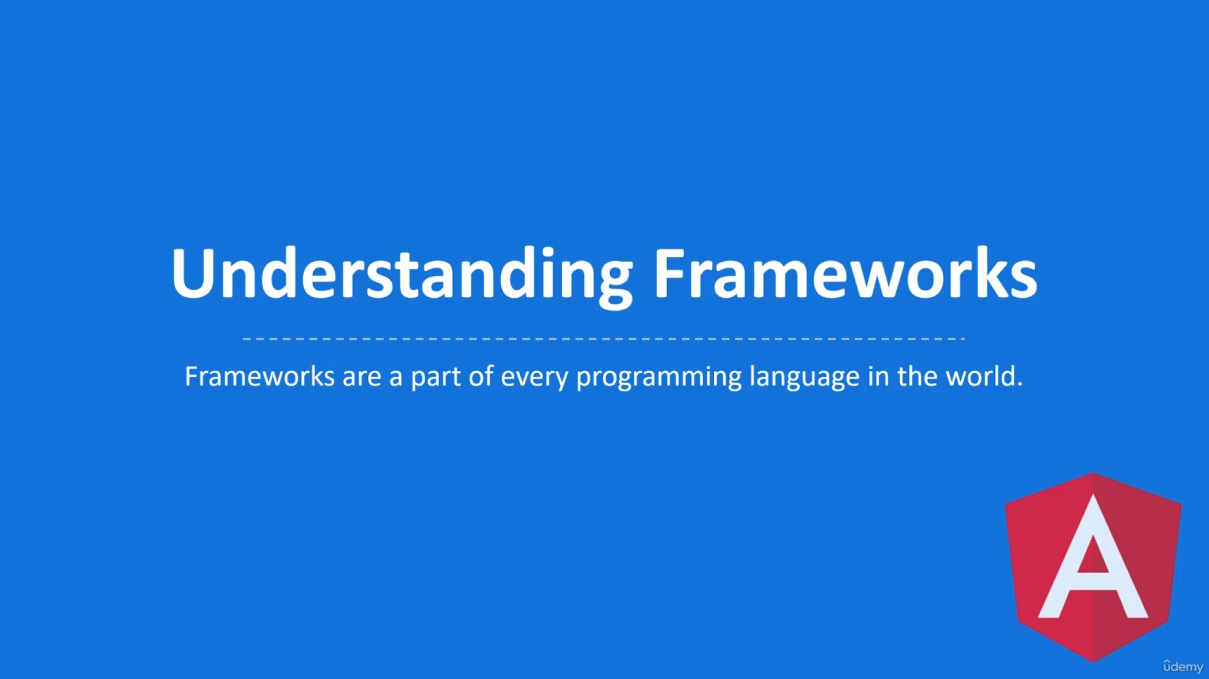 Understanding Frameworks
Frameworks are a part of every programming language in the world.
A
ûdemy